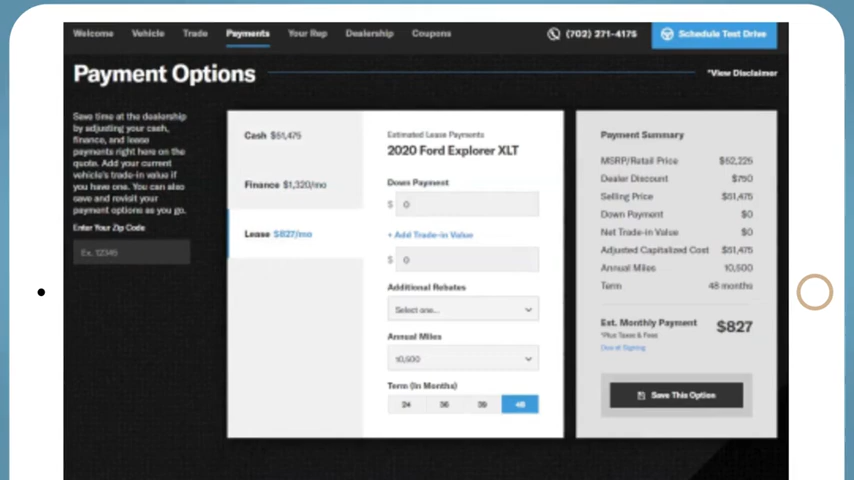 Welcome Vehicle Trade Payments Your Rep Dealership Coupons (702) 271-4175 Schedule Test Drive
Payment Options
*View Disclaimer
Save time at the dealership
by adjusting your cash,
finance, and lease
payments right here on the
quote. Add your current
vehicle's trade-in value if
you have one. You can also
save and revisit your
payment options as you go.
Enter Your Zip Code
Ex. 12345
Cash $51,475
Finance $1,320/mo
Lease $827/mo
Estimated Lease Payments
2020 Ford Explorer XLT
Down Payment
$ 0
+ Add Trade-in Value
$ 0
Additional Rebates
Select one...
Annual Miles
10,500
Term (In Months)
24 36 39 48
Payment Summary
MSRP/Retail Price $52,225
Dealer Discount $750
Selling Price $51,475
Down Payment $0
Net Trade-in Value $0
Adjusted Capitalized Cost $51,475
Annual Miles 10,500
Term 48 months
Est. Monthly Payment $827
*Plus Taxes & Fees
Due at Signing
Save This Option